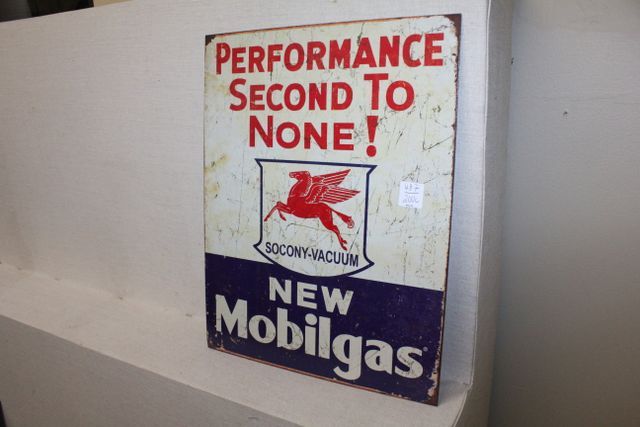 PERFORMANCE
SECOND TO
NONE!
SOCONY-VACUUM
NEW
Mobilgas